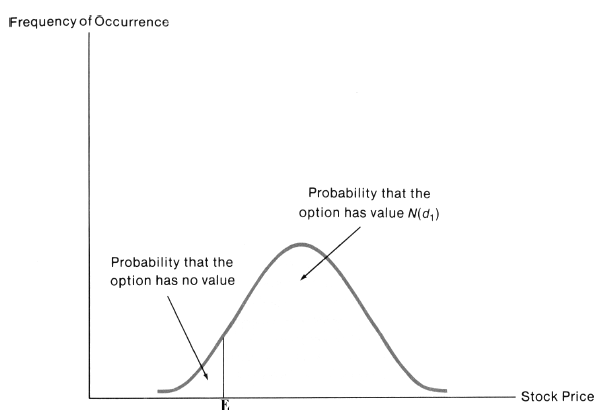 Frequency of Occurrence
Probability that the
option has value N(d₁)
Probability that the
option has no value
Stock Price
E